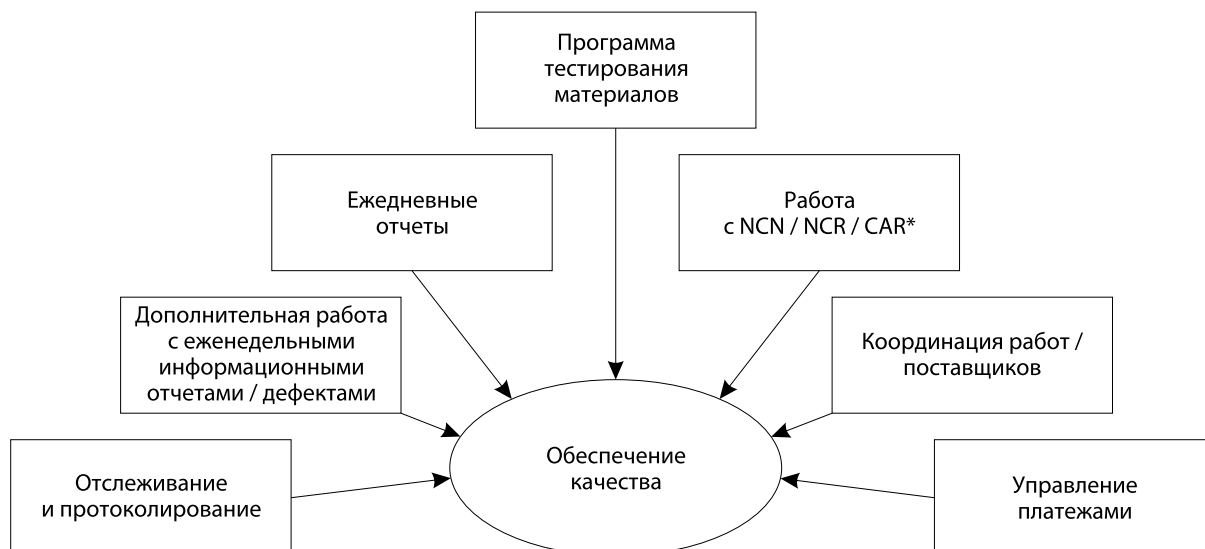 Программа
тестирования
материалов
Ежедневные
отчеты
Работа
с NCN / NCR / CAR*
Дополнительная работа
с еженедельными
информационными
отчетами / дефектами
Координация работ /
поставщиков
Отслеживание
и протоколирование
Обеспечение
качества
Управление
платежами